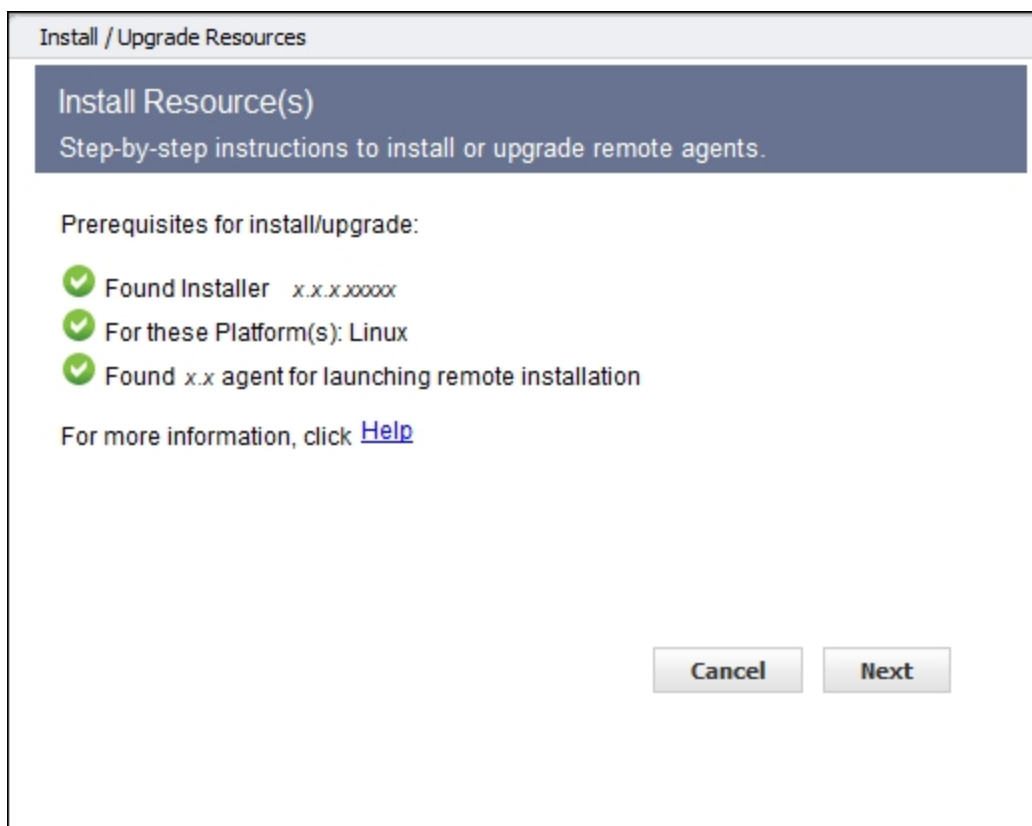 Install / Upgrade Resources
Install Resource(s)
Step-by-step instructions to install or upgrade remote agents.
Prerequisites for install/upgrade:
Found Installer x.x.x.xxxxx
For these Platform(s): Linux
Found x.x agent for launching remote installation
For more information, click Help
Cancel Next